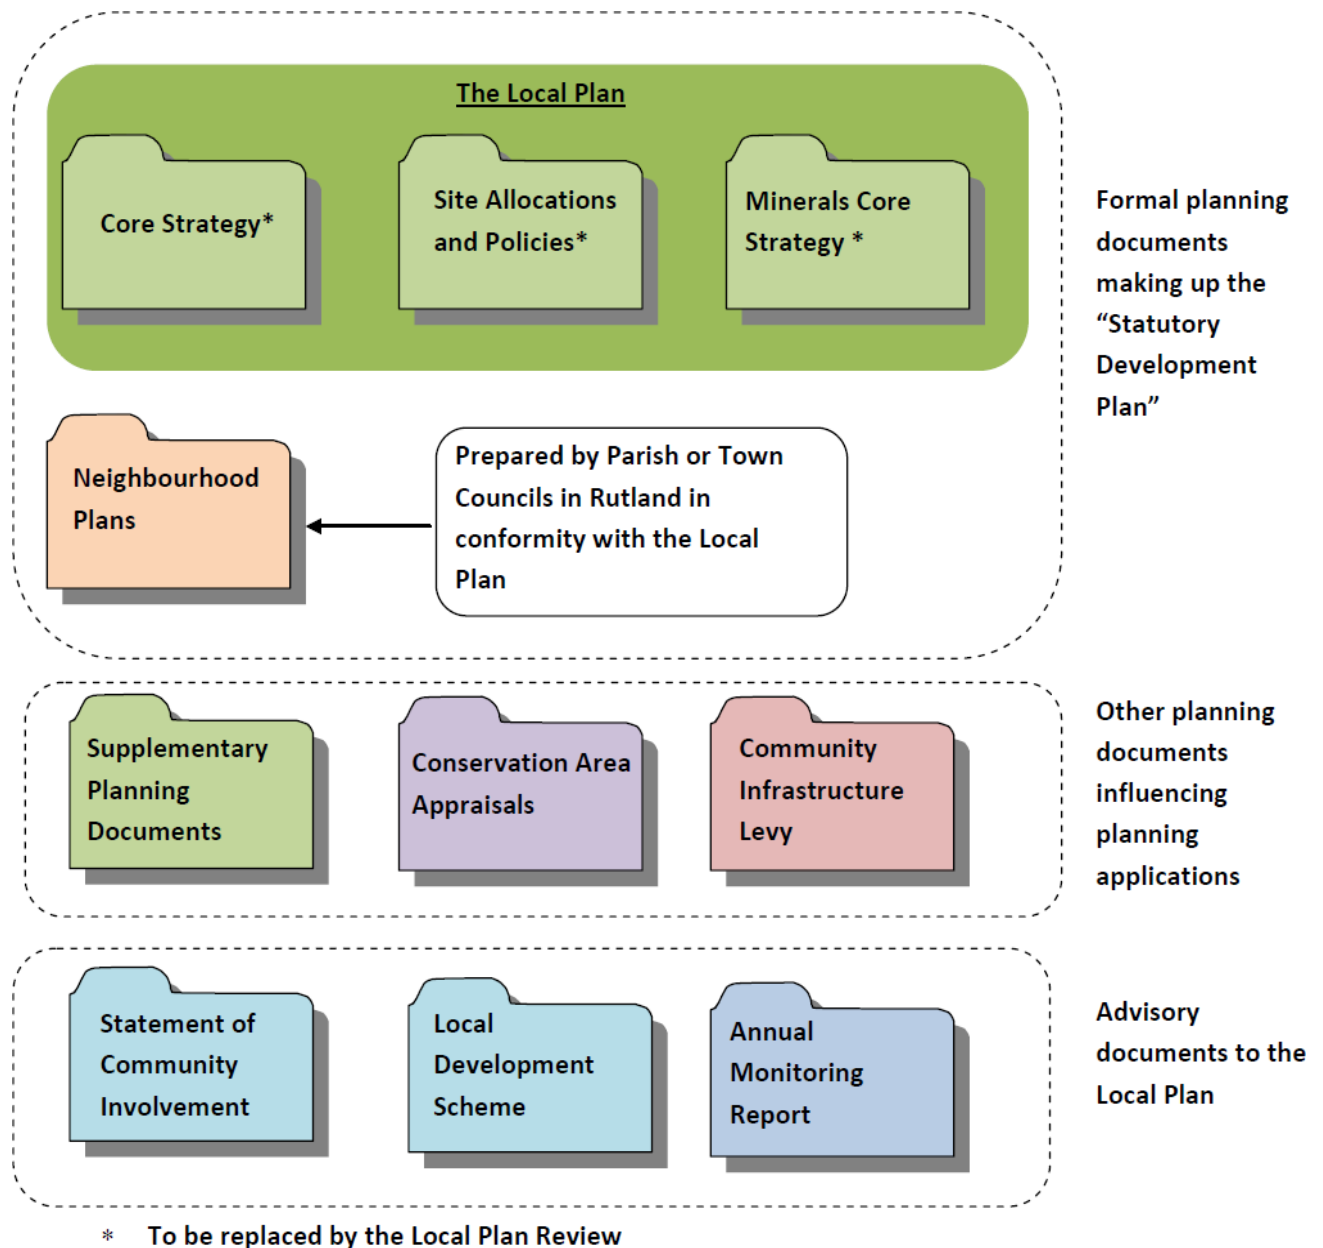 The Local Plan
Core Strategy*
Site Allocations
and Policies*
Minerals Core
Strategy *
Formal planning
documents
making up the
“Statutory
Development
Plan”
Neighbourhood
Plans
Prepared by Parish or Town
Councils in Rutland in
conformity with the Local
Plan
Supplementary
Planning
Documents
Conservation Area
Appraisals
Community
Infrastructure
Levy
Other planning
documents
influencing
planning
applications
Statement of
Community
Involvement
Local
Development
Scheme
Annual
Monitoring
Report
Advisory
documents to the
Local Plan
* To be replaced by the Local Plan Review